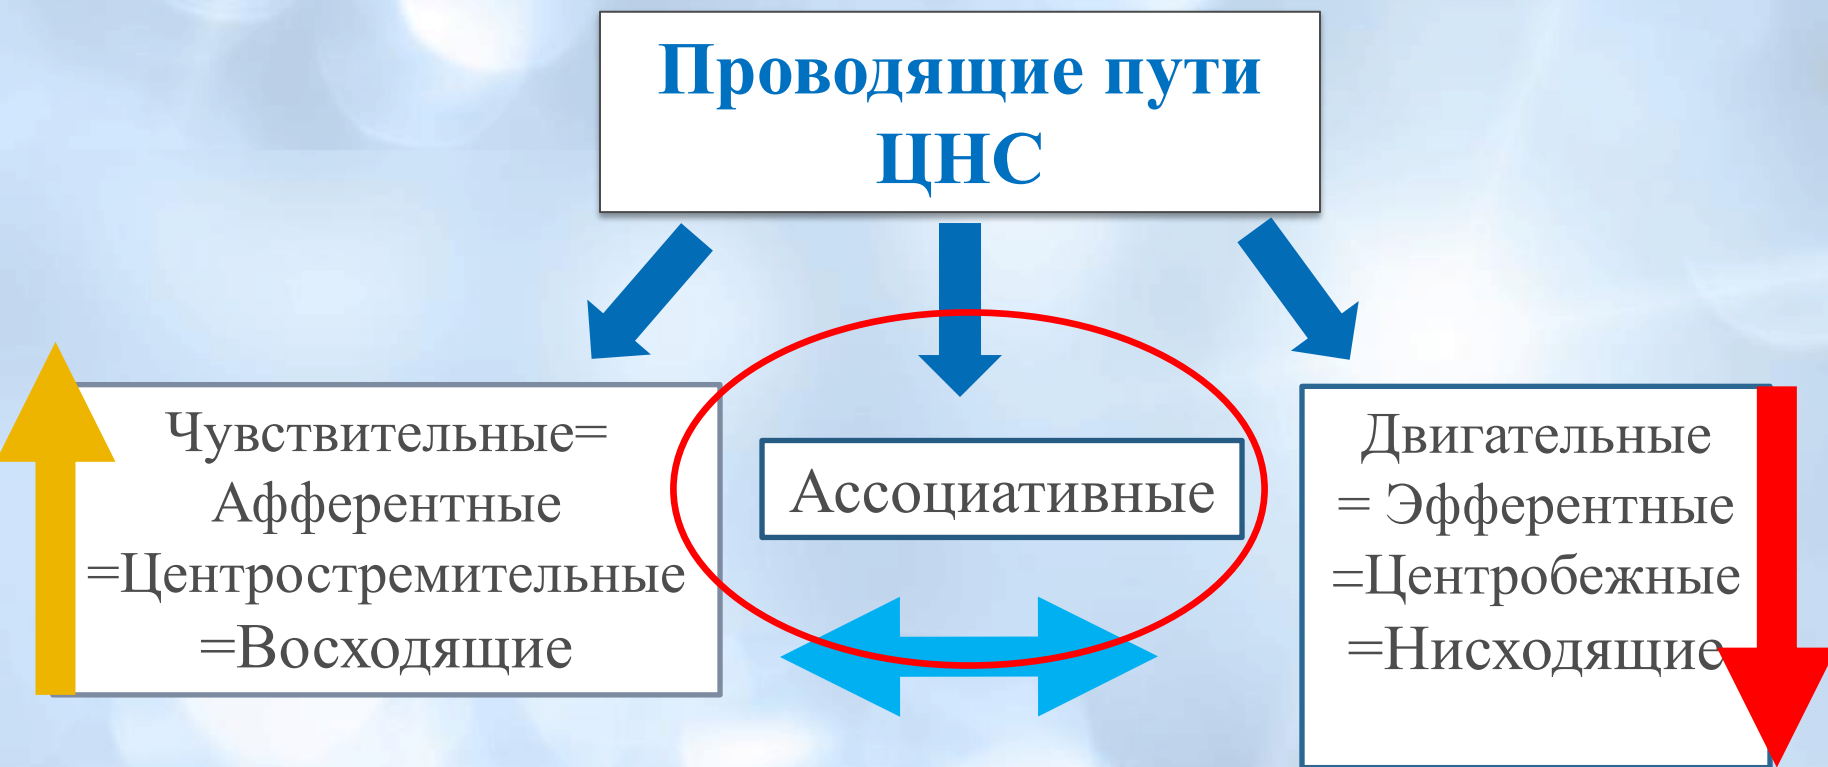 Проводящие пути
ЦНС
Чувствительные=
Афферентные
=Центростремительные
=Восходящие
Ассоциативные
Двигательные
= Эфферентные
=Центробежные
=Нисходящие